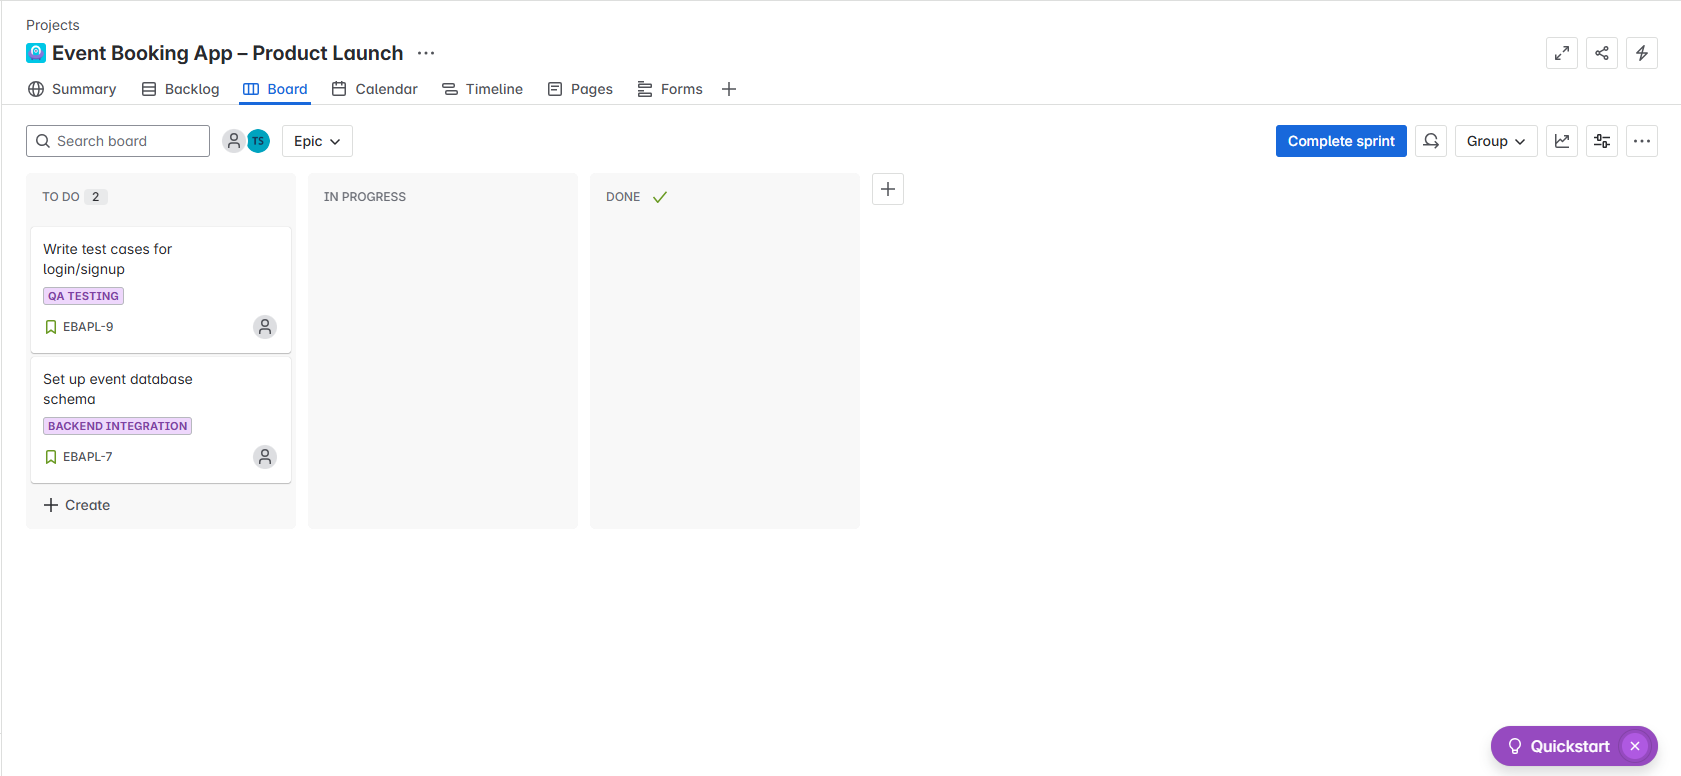 Projects
Event Booking App – Product Launch
Summary
Backlog
Board
Calendar
Timeline
Pages
Forms
Search board
TS
Epic
Complete sprint
Group
TO DO 2
IN PROGRESS
DONE
Write test cases for
login/signup
QA TESTING
EBAPL-9
Set up event database
schema
BACKEND INTEGRATION
EBAPL-7
Create
Quickstart